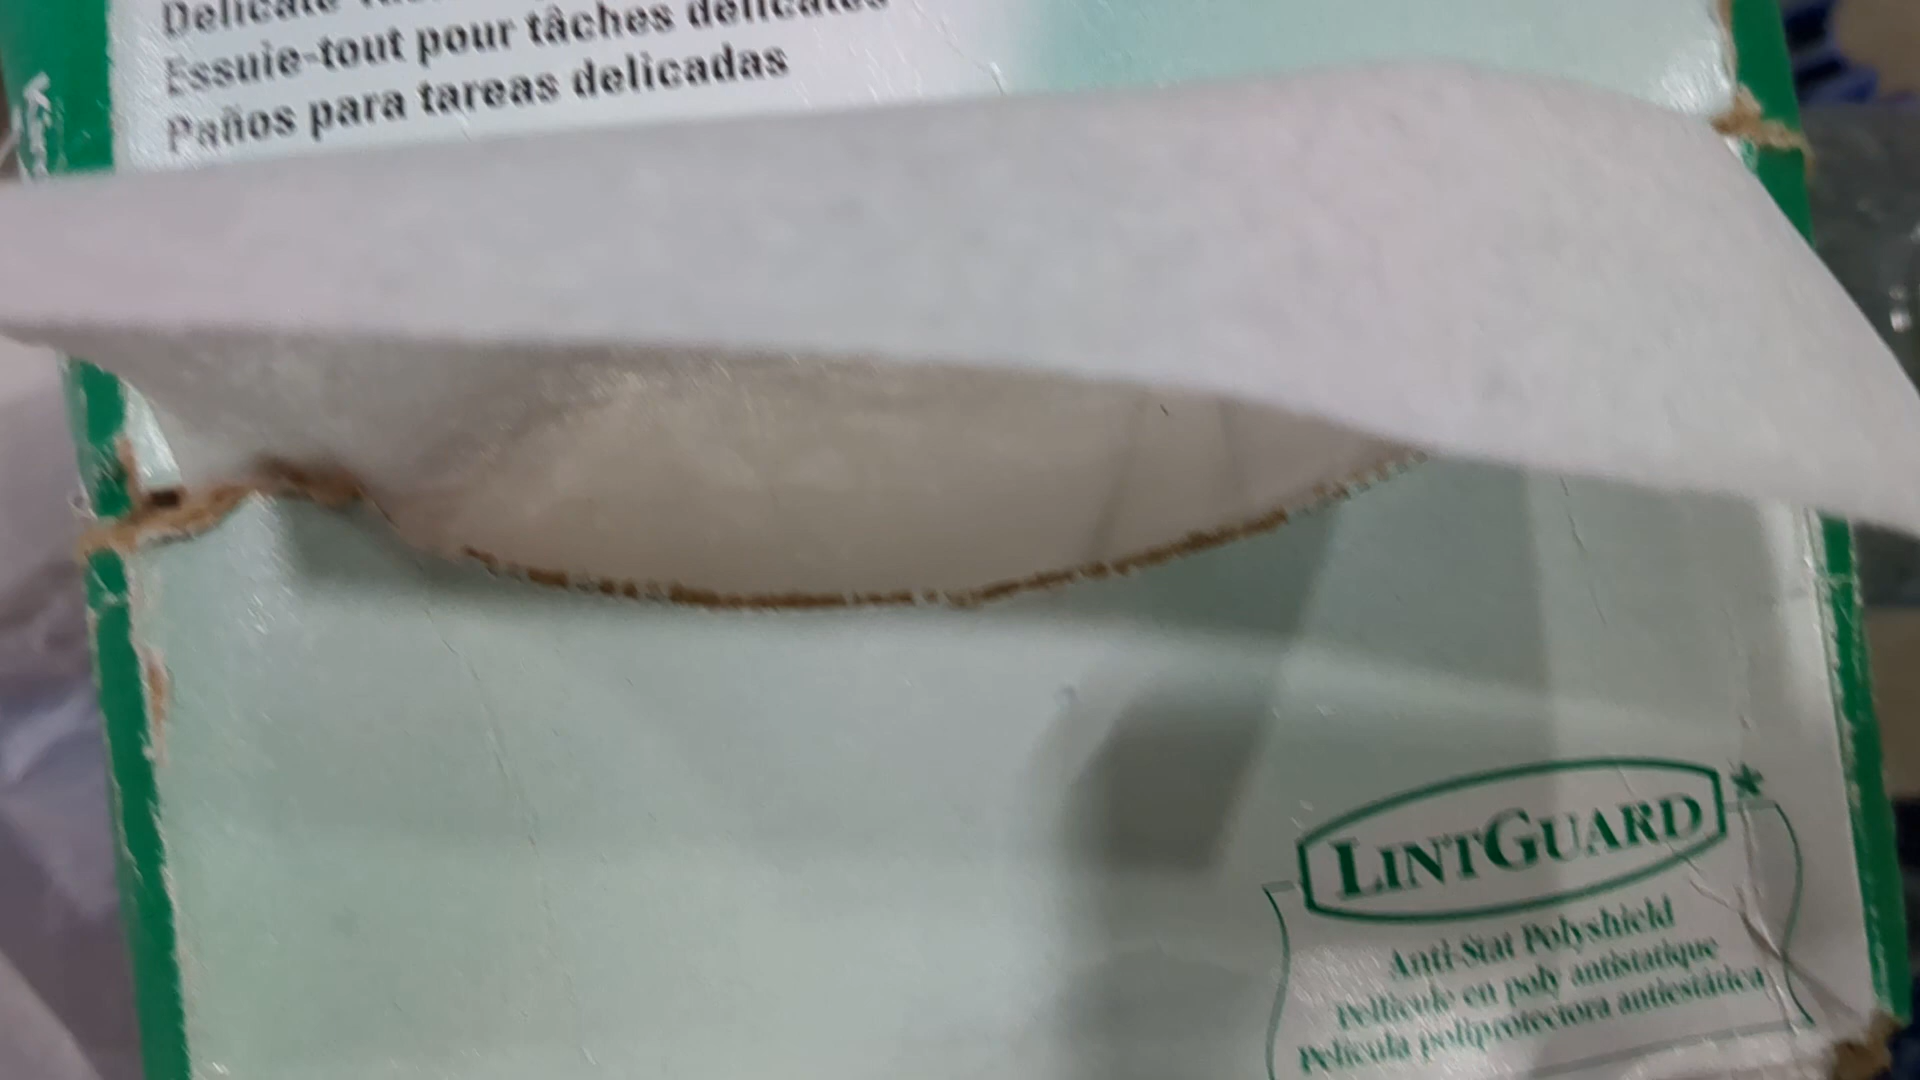 Delicate
Essuie-tout pour tâches délicates
Paños para tareas delicadas
LINTGUARD*
Anti-Stat Polyshield
Pellicule en poly antistatique
Película poliprotectora antiestática